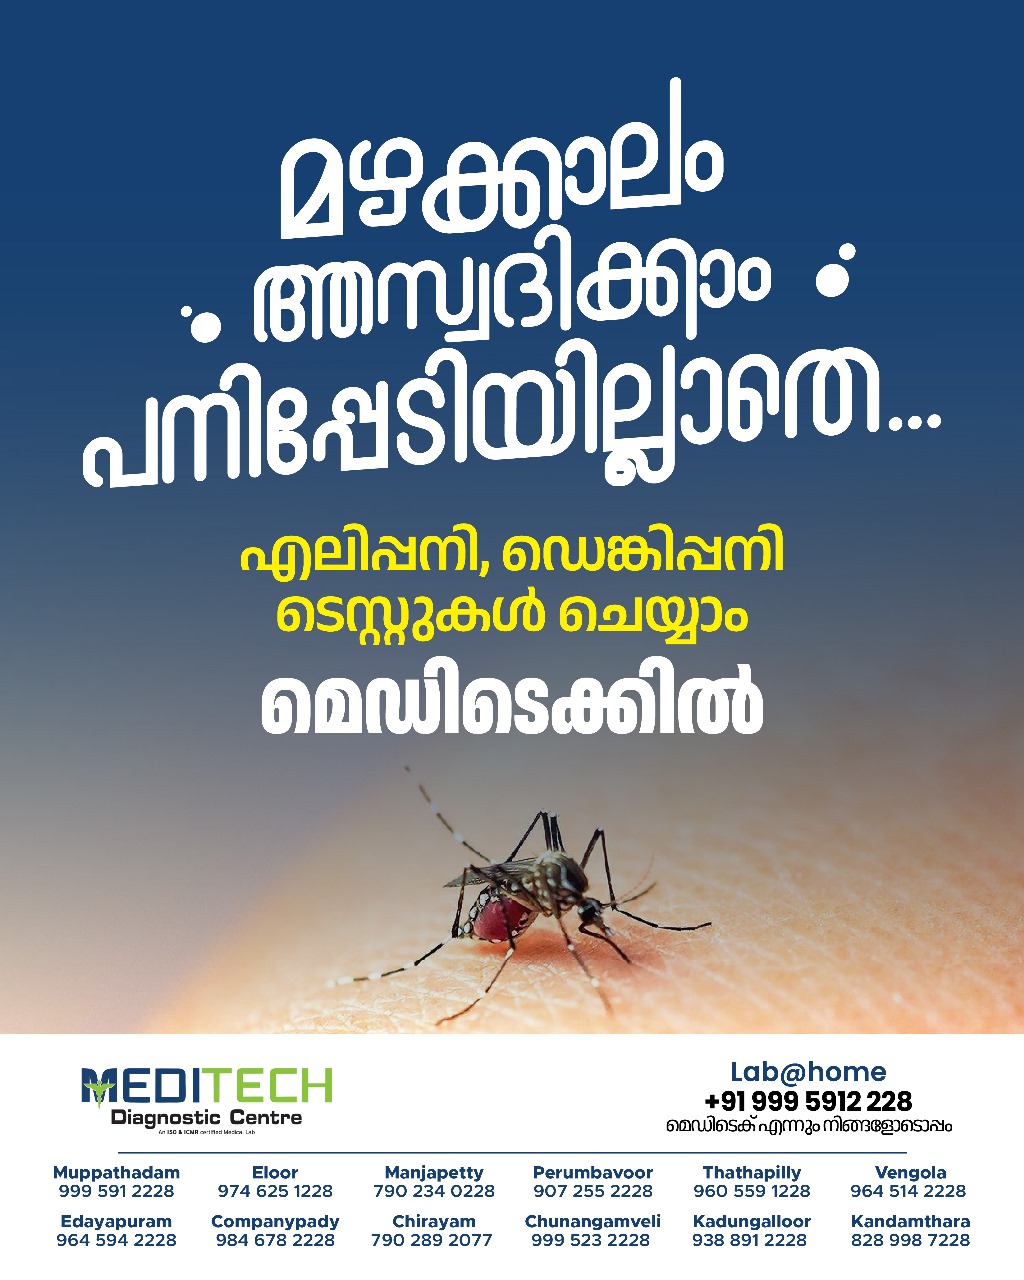 മഴക്കാലം
ആസ്വദിക്കാം
പനിപ്പേടിയില്ലാതെ...
എലിപ്പനി, ഡെങ്കിപ്പനി
ടെസ്റ്റുകൾ ചെയ്യാം
മെഡിടെക്കിൽ
MEDITECH
Diagnostic Centre
An ISO & ICMR certified Medical Lab
Lab@home
+91 999 5912 228
മെഡിടെക് എന്നും നിങ്ങളോടൊപ്പം
Muppathadam Eloor Manjapetty Perumbavoor Thathapilly Vengola
999 591 2228 974 625 1228 790 234 0228 907 255 2228 960 559 1228 964 514 2228
Edayapuram Companypady Chirayam Chunangamveli Kadungalloor Kandamthara
964 594 2228 984 678 2228 790 289 2077 999 523 2228 938 891 2228 828 998 7228